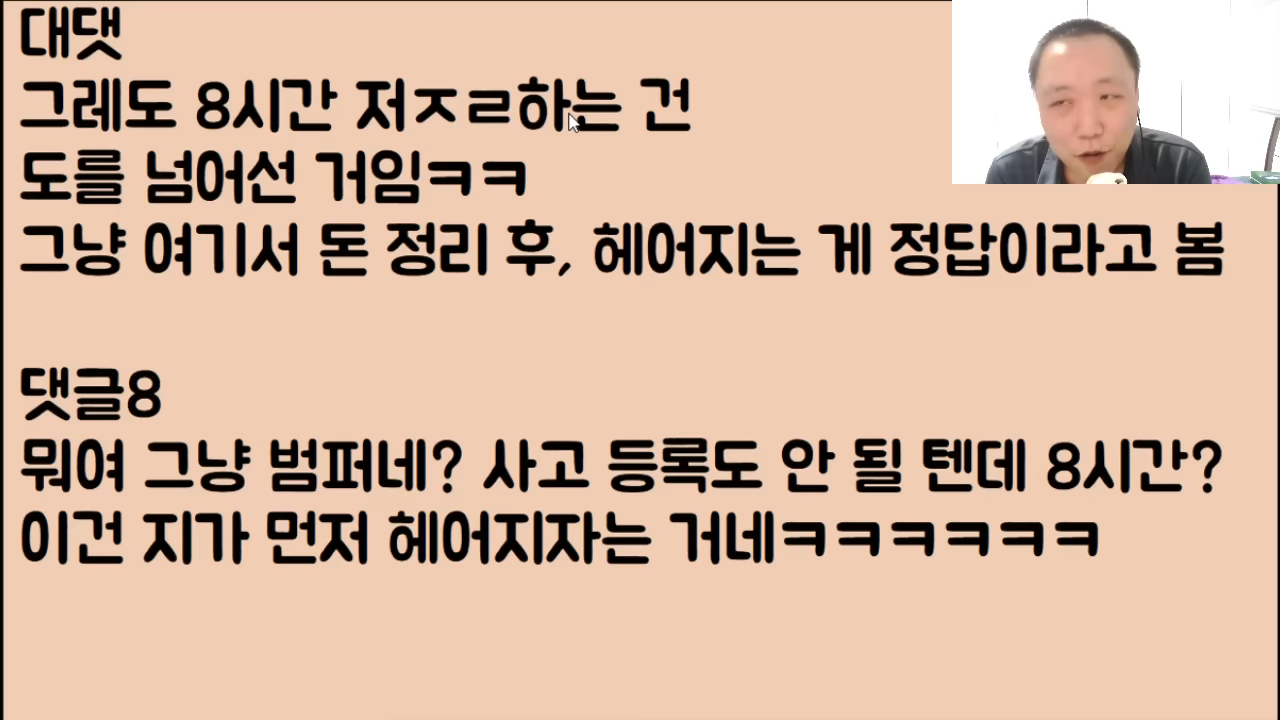 대댓
그레도 8시간 저ㅈㄹ하는 건
도를 넘어선 거임ㅋㅋ
그냥 여기서 돈 정리 후, 헤어지는 게 정답이라고 봄
댓글8
뭐여 그냥 범퍼네? 사고 등록도 안 될 텐데 8시간?
이건 지가 먼저 헤어지자는 거네ㅋㅋㅋㅋㅋㅋ